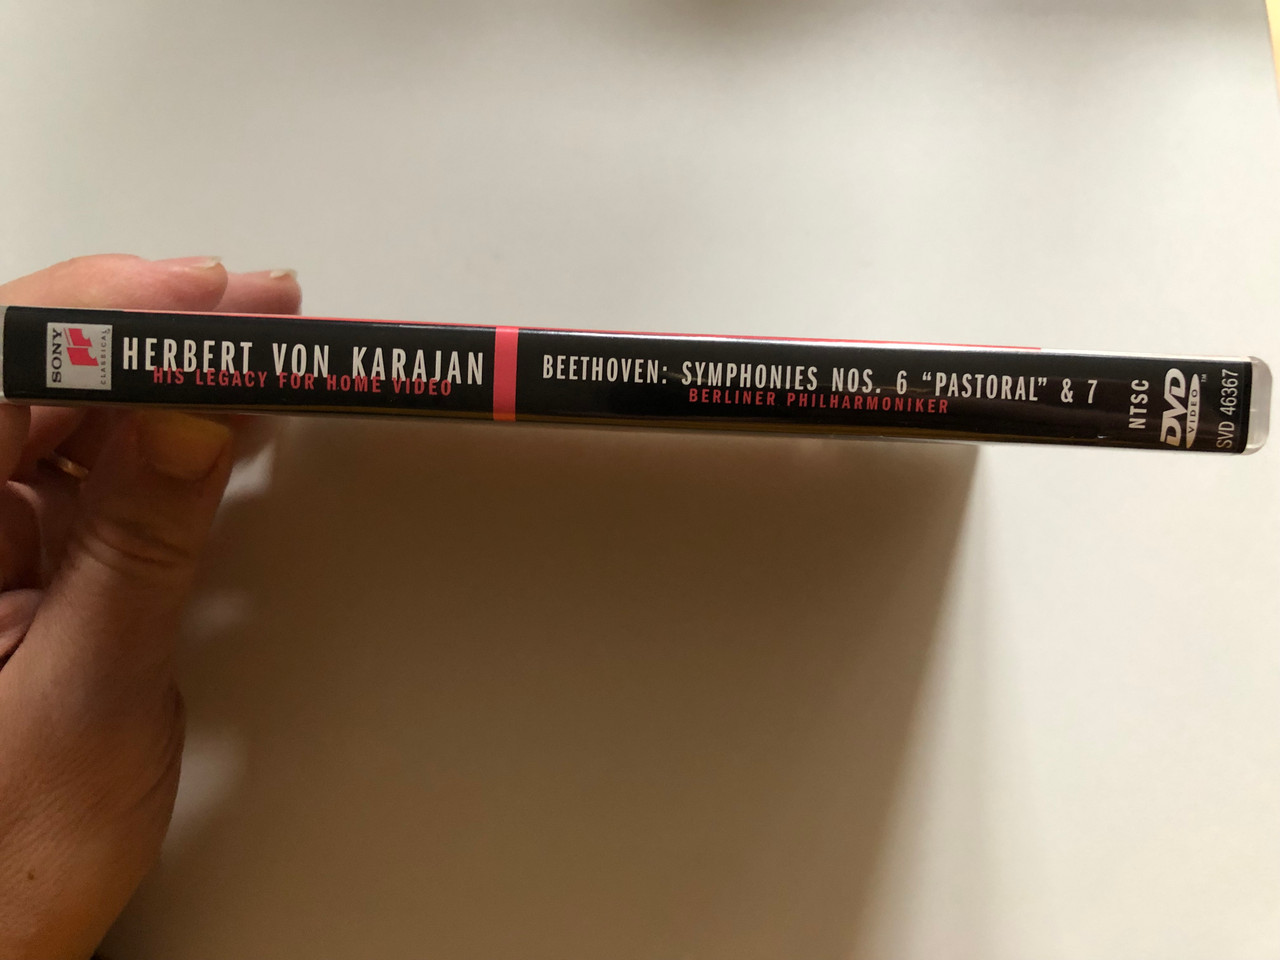 SONY
CLASSICAL
HERBERT VON KARAJAN
HIS LEGACY FOR HOME VIDEO
BEETHOVEN: SYMPHONIES NOS. 6 “PASTORAL” & 7
BERLINER PHILHARMONIKER
NTSC
DVD
VIDEO
TM
SVD 46367